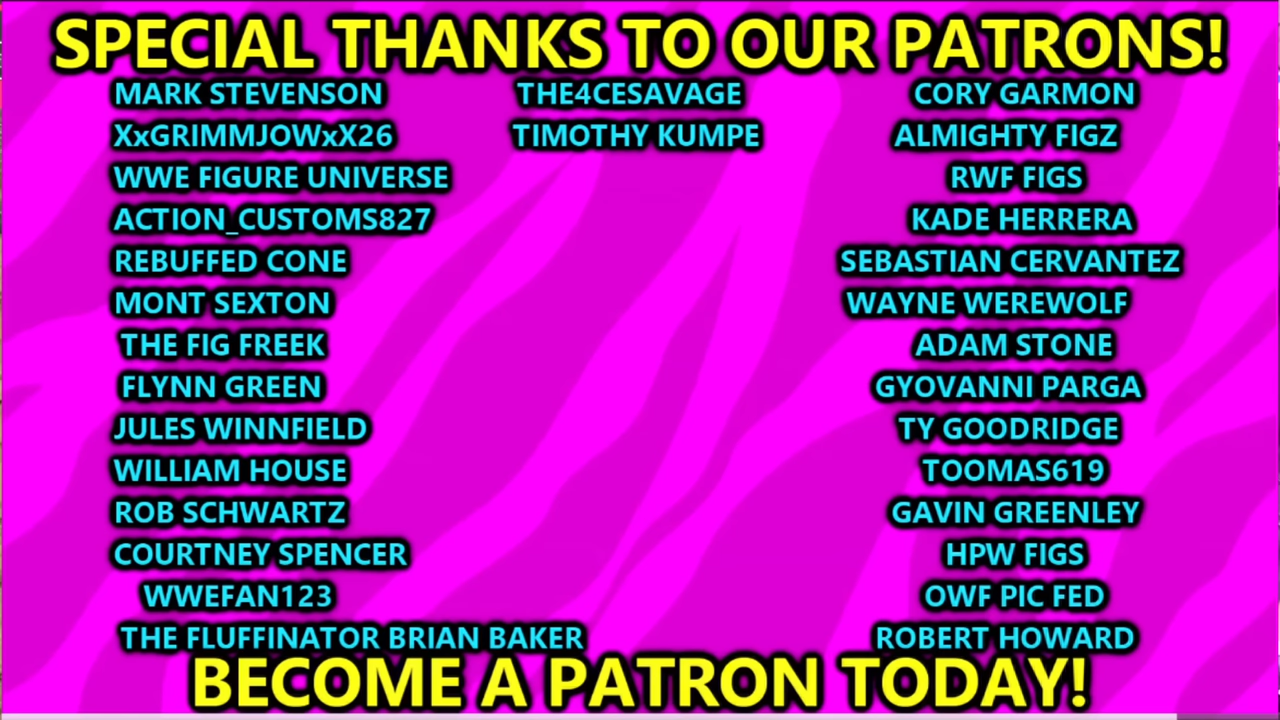 SPECIAL THANKS TO OUR PATRONS!
MARK STEVENSON
XxGRIMMJOWxX26
WWE FIGURE UNIVERSE
ACTION_CUSTOMS827
REBUFFED CONE
MONT SEXTON
THE FIG FREEK
FLYNN GREEN
JULES WINNFIELD
WILLIAM HOUSE
ROB SCHWARTZ
COURTNEY SPENCER
WWEFAN123
THE FLUFFINATOR BRIAN BAKER
THE4CESAVAGE
TIMOTHY KUMPE
CORY GARMON
ALMIGHTY FIGZ
RWF FIGS
KADE HERRERA
SEBASTIAN CERVANTEZ
WAYNE WEREWOLF
ADAM STONE
GYOVANNI PARGA
TY GOODRIDGE
TOOMAS619
GAVIN GREENLEY
HPW FIGS
OWF PIC FED
ROBERT HOWARD
BECOME A PATRON TODAY!